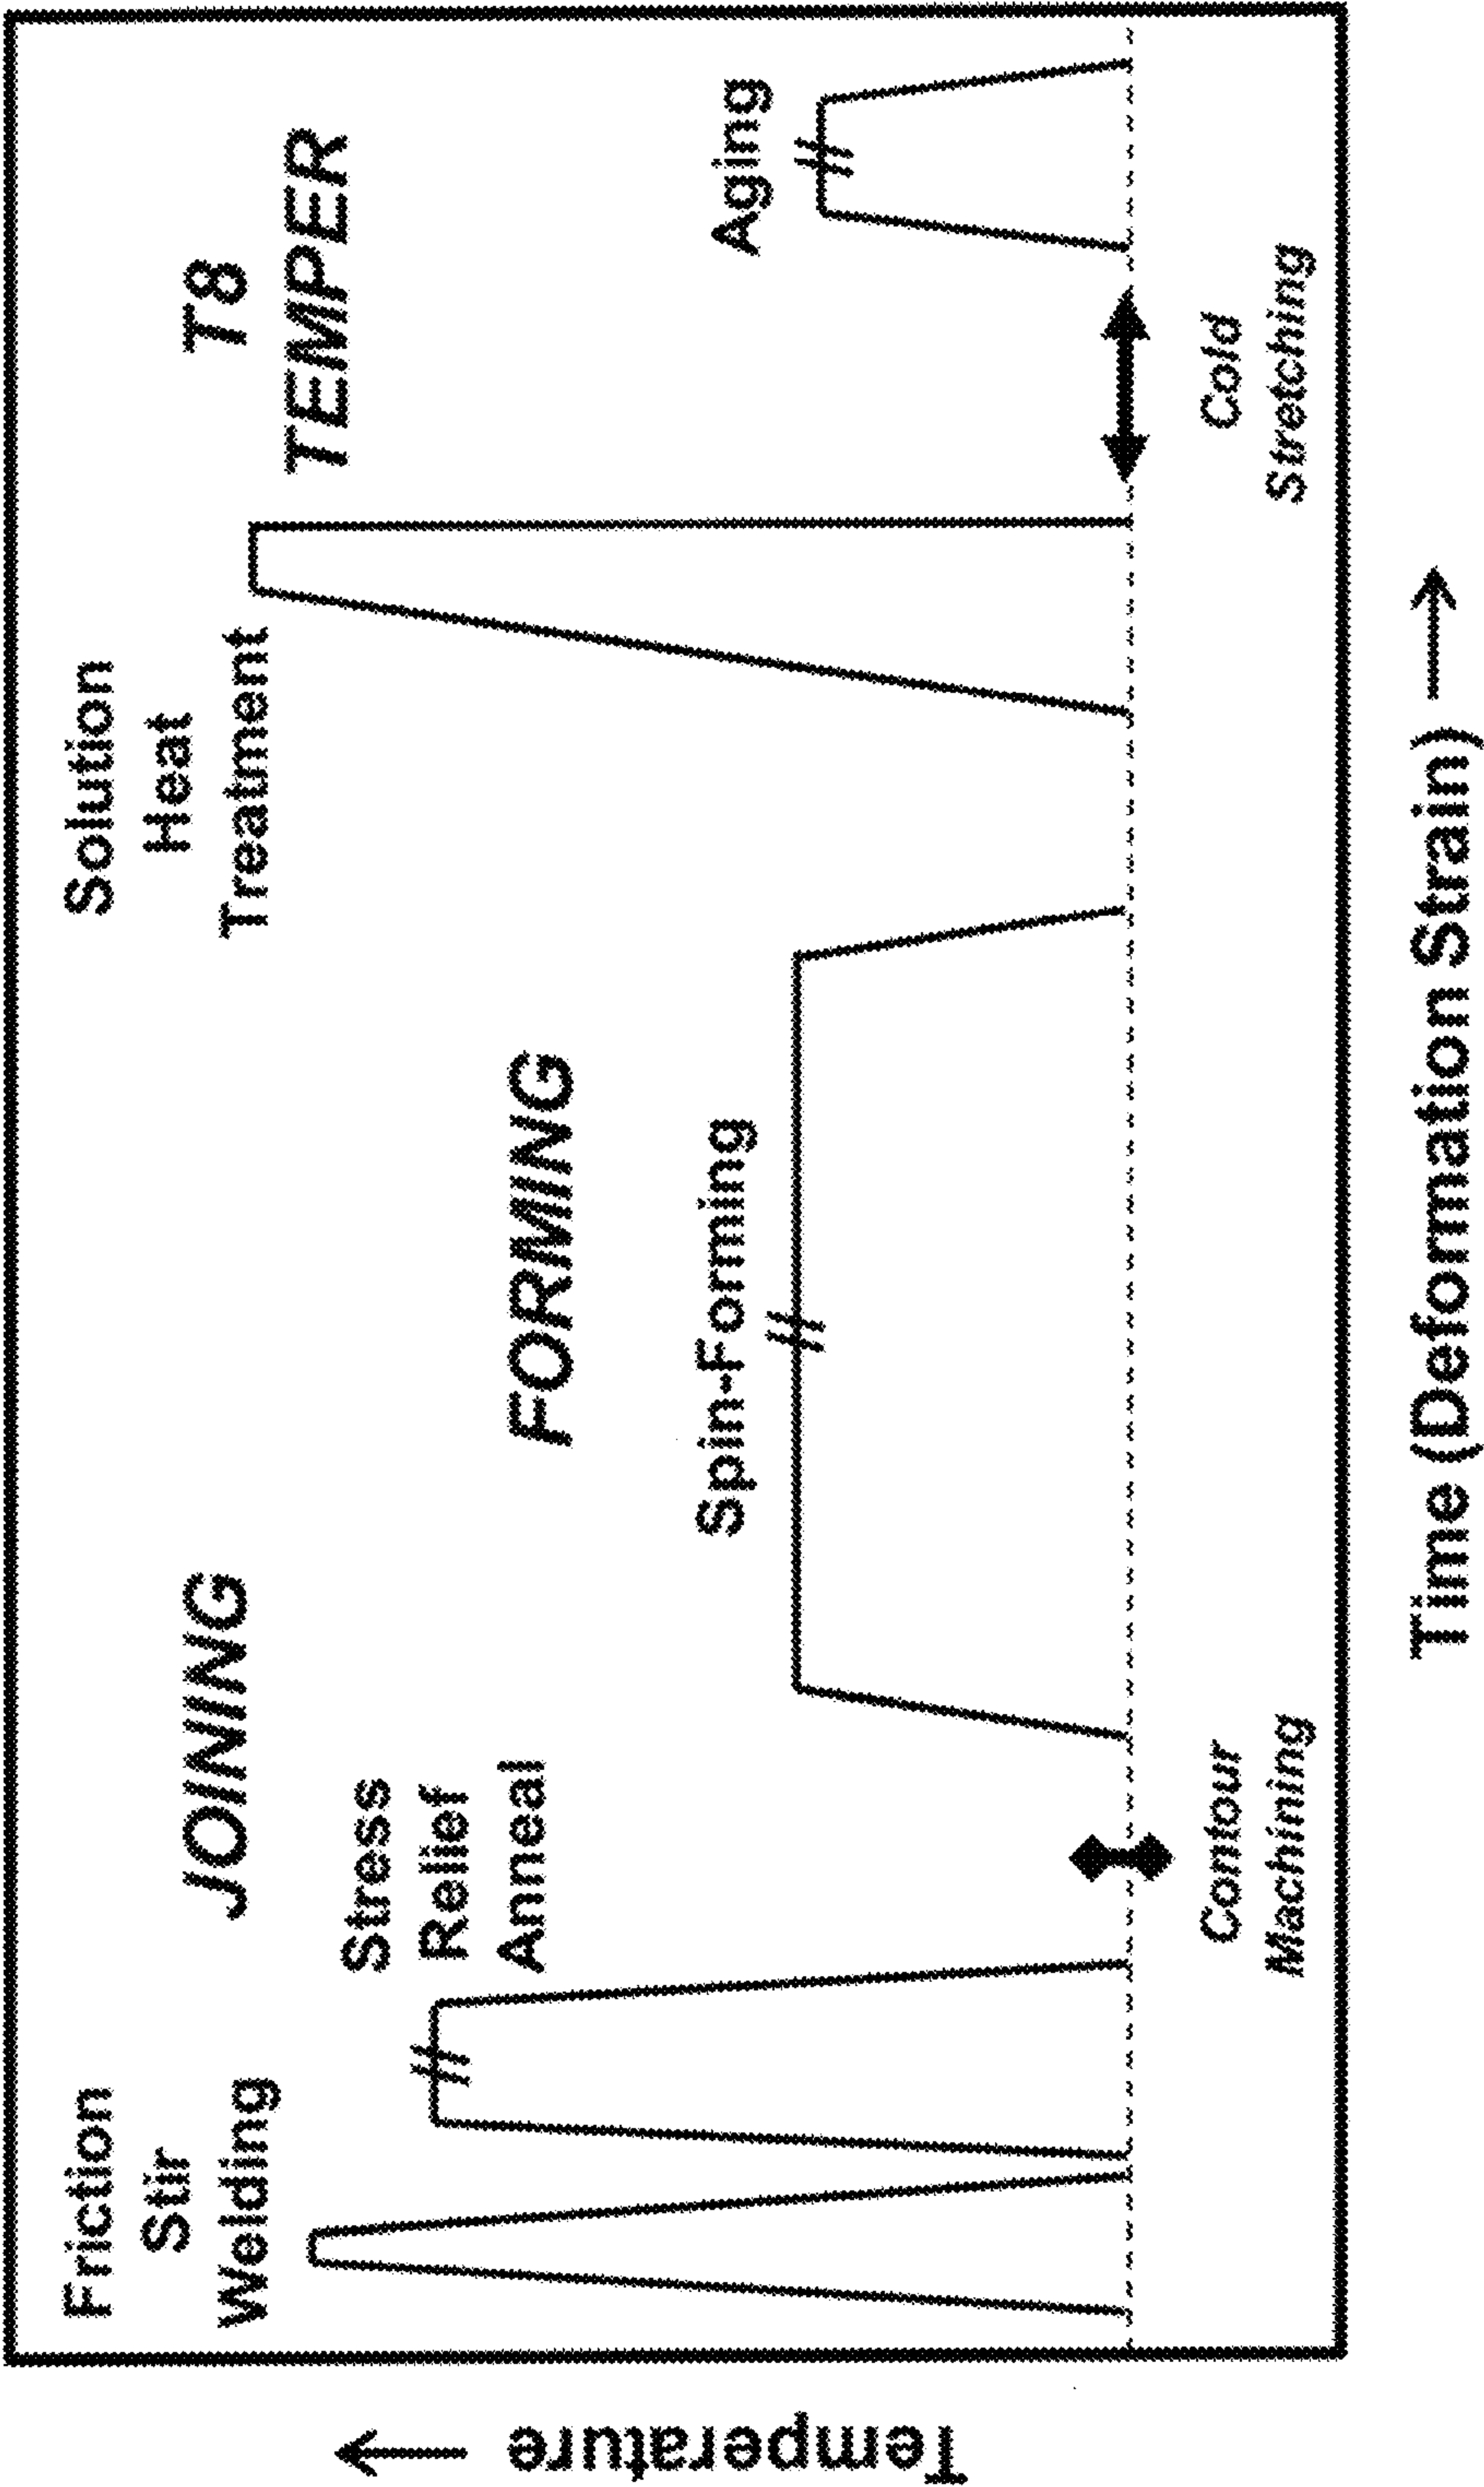 Friction
Stir
Welding
JOINING
Stress
Relief
Anneal
Contour
Machining
FORMING
Spin-Forming
Solution
Heat
Treatment
T8
TEMPER
Cold
Stretching
Aging
Temperature
Time (Deformation Strain)